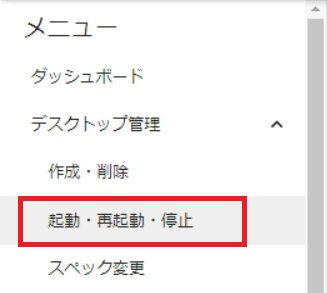 メニュー
ダッシュボード
デスクトップ管理
作成・削除
起動・再起動・停止
スペック変更